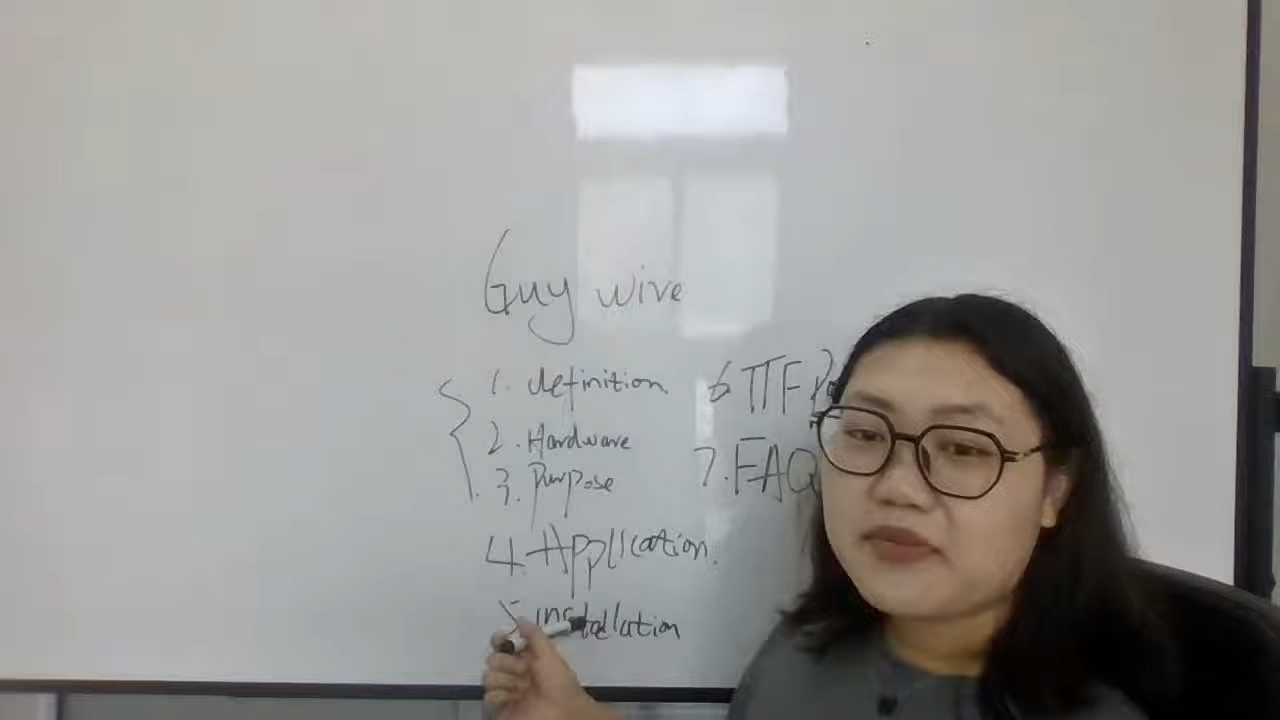 Guy wire
1. definition
2. Hardware
3. Purpose
4. Application.
5. installation
6 TTF
7. FAQ